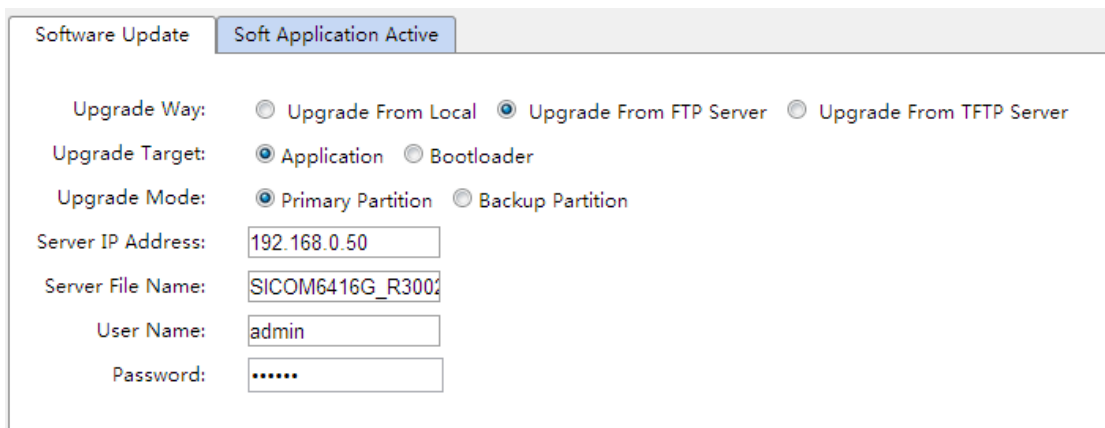 Software Update Soft Application Active
Upgrade Way: Upgrade From Local Upgrade From FTP Server Upgrade From TFTP Server
Upgrade Target: Application Bootloader
Upgrade Mode: Primary Partition Backup Partition
Server IP Address: 192.168.0.50
Server File Name: SICOM6416G_R3002
User Name: admin
Password: ••••••